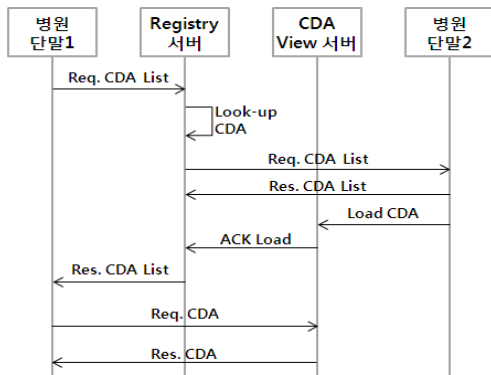 병원
단말1
Registry
서버
CDA
View 서버
병원
단말2
Req. CDA List
Look-up
CDA
Req. CDA List
Res. CDA List
Load CDA
ACK Load
Res. CDA List
Req. CDA
Res. CDA